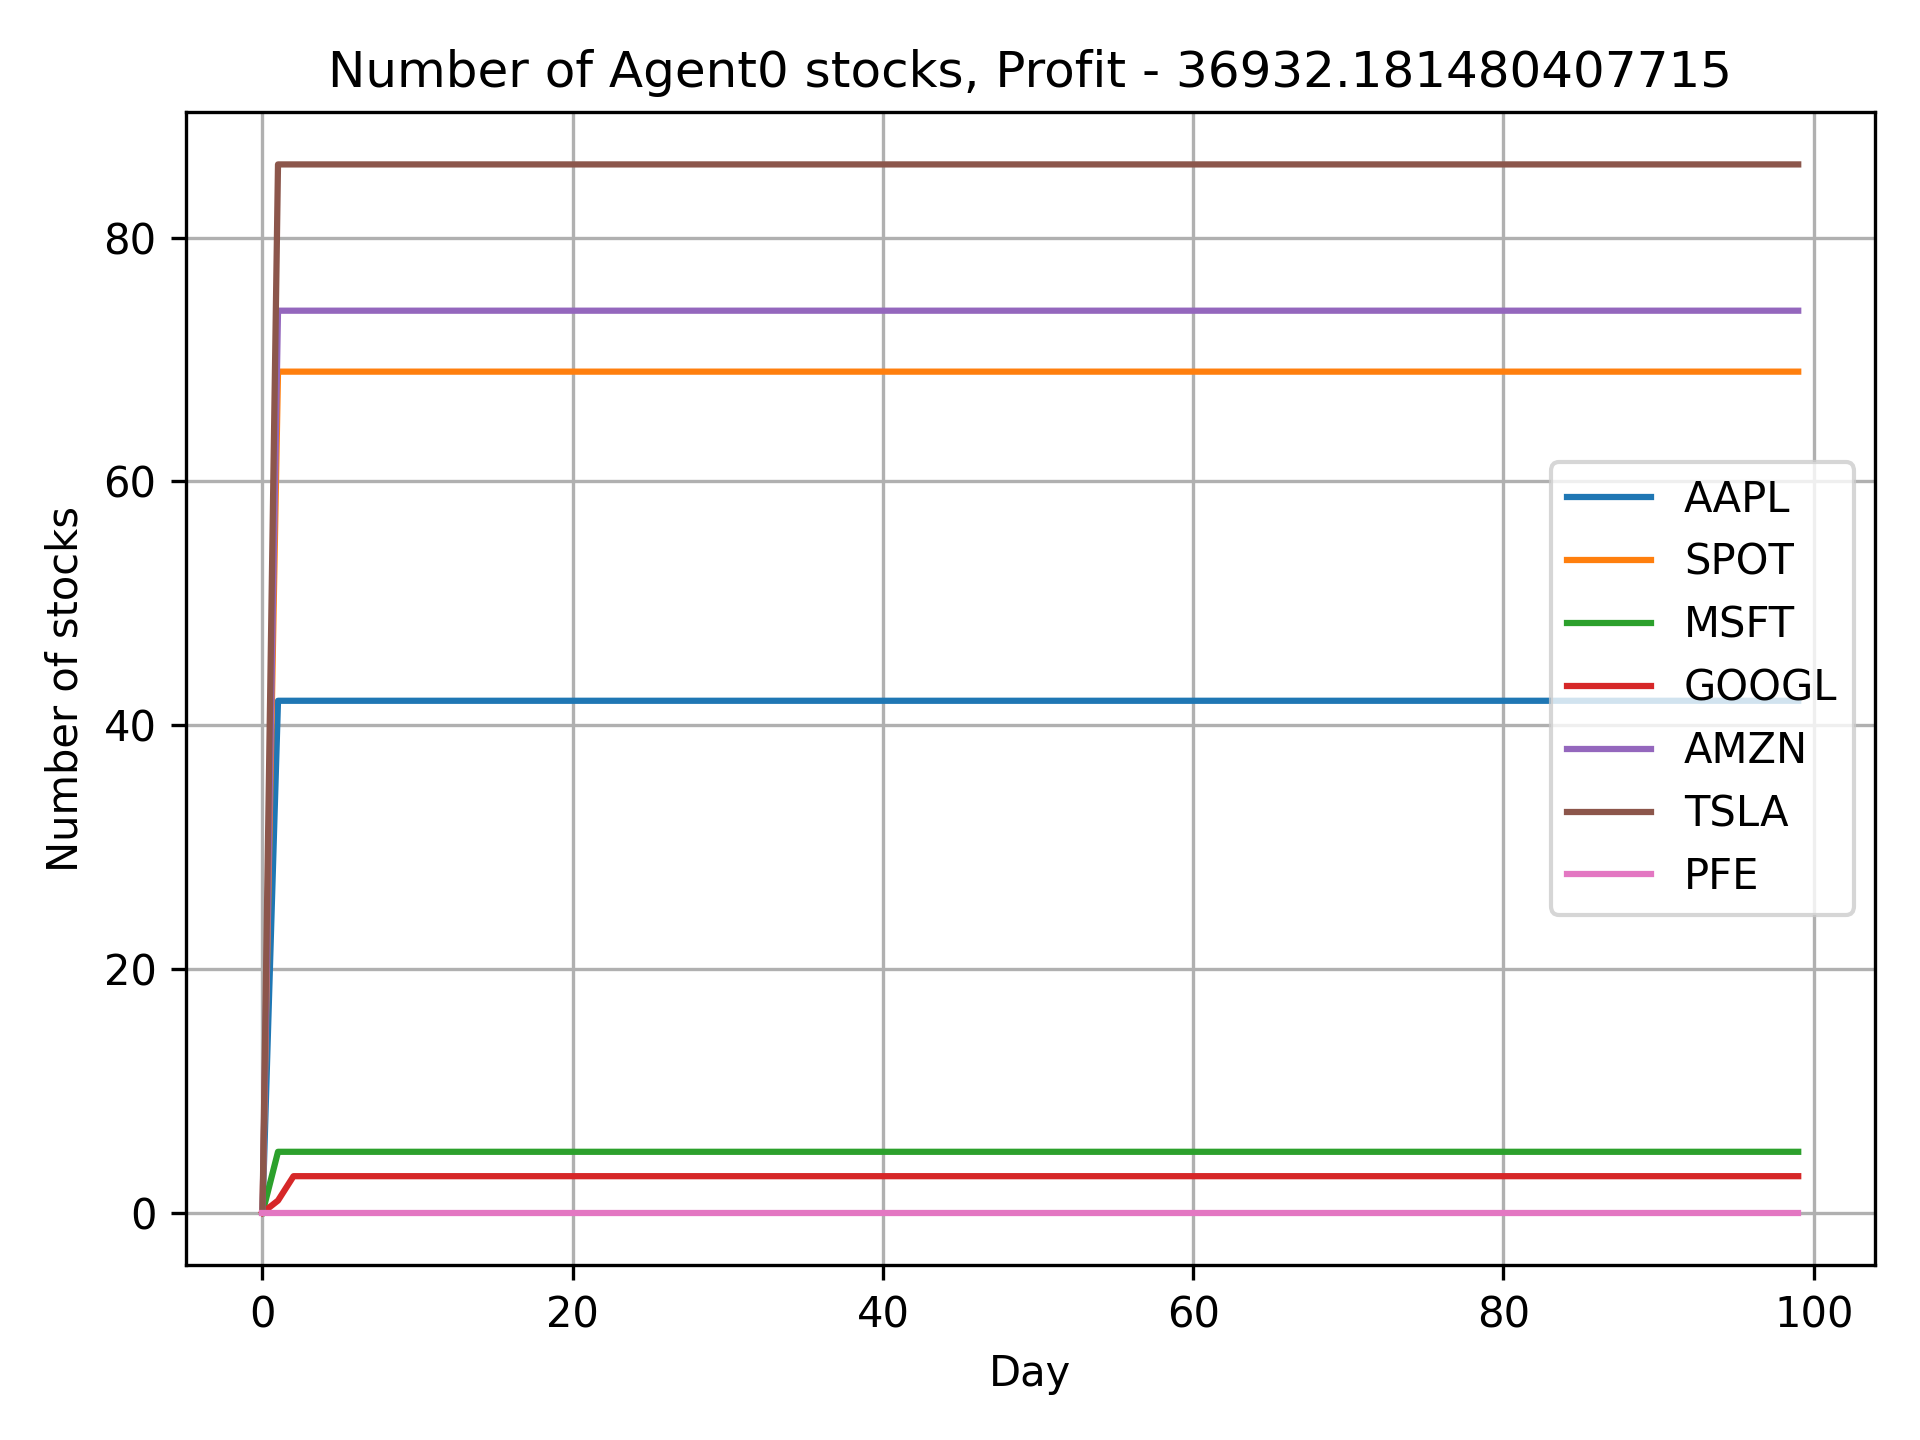 Number of Agent0 stocks, Profit - 36932.181480407715
Number of stocks
80
60
40
20
0
AAPL
SPOT
MSFT
GOOGL
AMZN
TSLA
PFE
0 20 40 60 80 100
Day